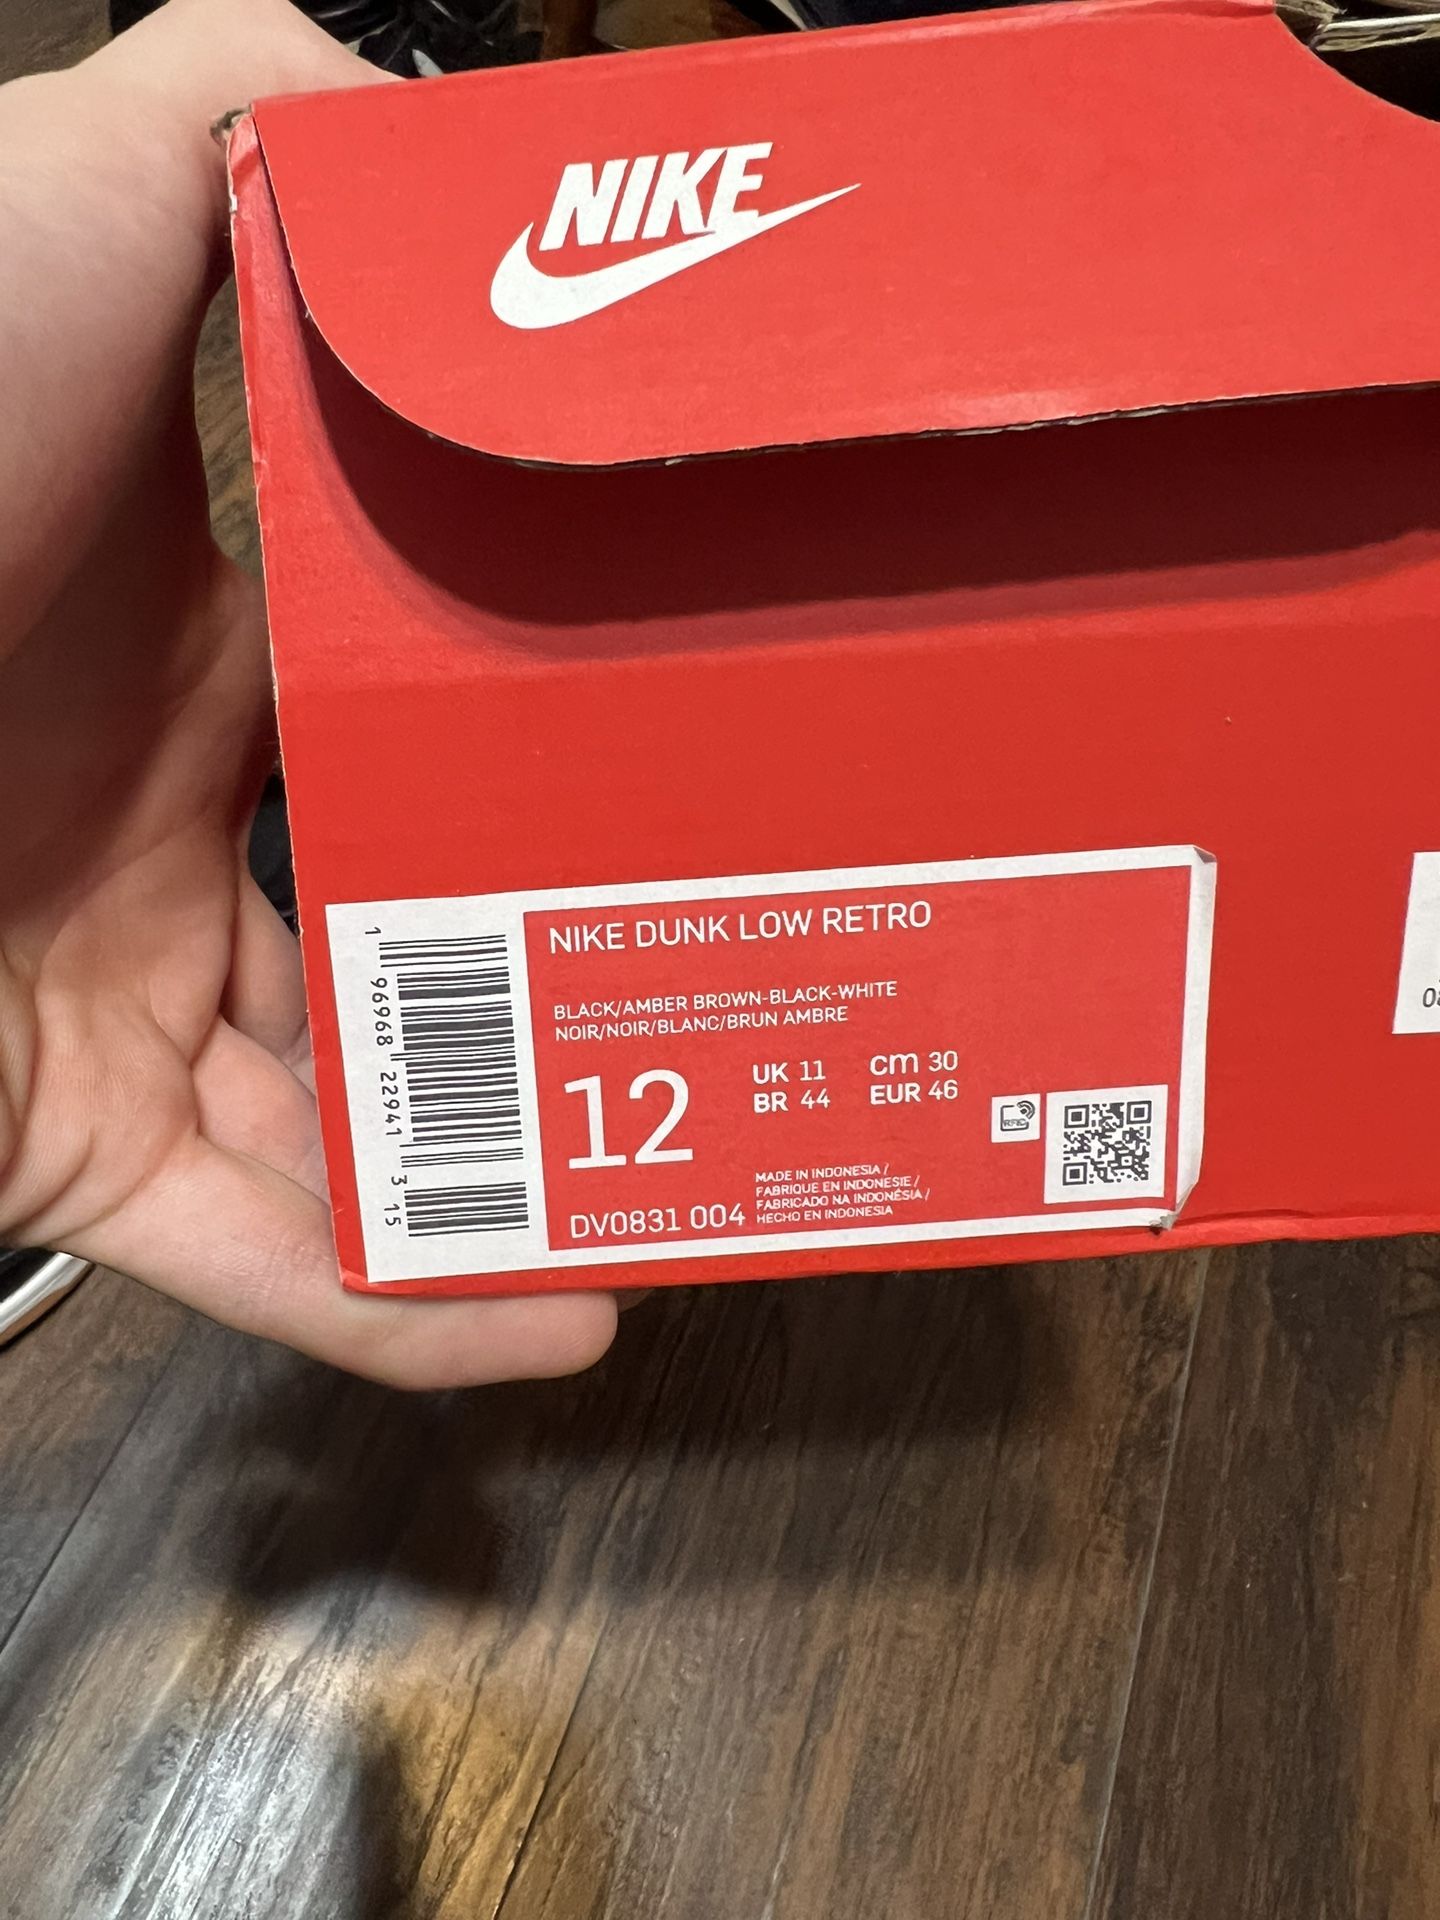 NIKE
NIKE DUNK LOW RETRO
BLACK/AMBER BROWN-BLACK-WHITE
NOIR/NOIR/BLANC/BRUN AMBRE
12
UK 11 cm 30
BR 44 EUR 46
RFID
MADE IN INDONESIA /
FABRIQUE EN INDONESIE /
FABRICADO NA INDONÉSIA /
HECHO EN INDONESIA
DV0831 004
1 96968 22941 3 15